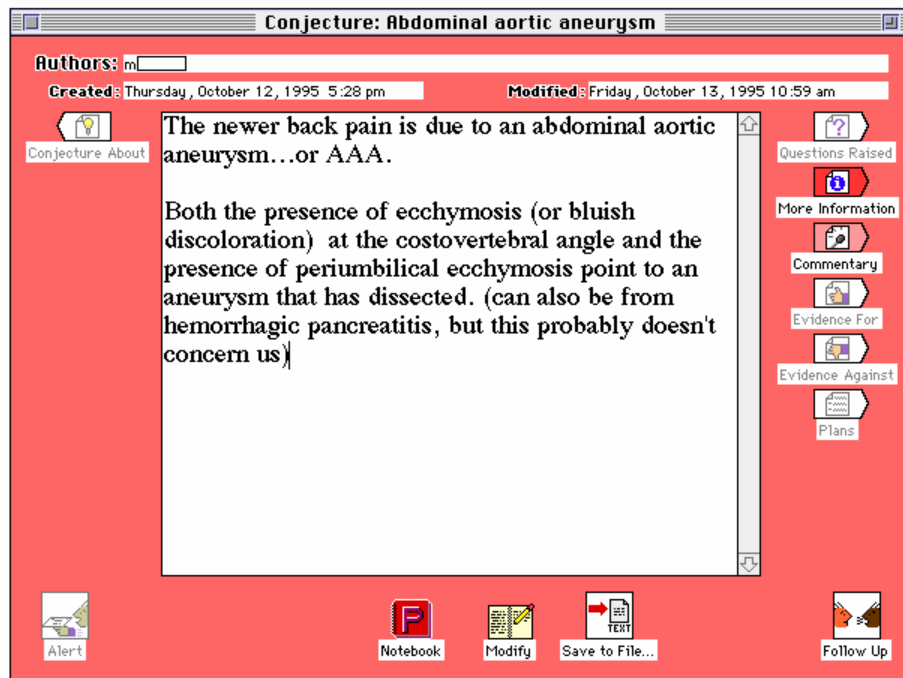 Conjecture: Abdominal aortic aneurysm
Authors: m
Created: Thursday, October 12, 1995 5:28 pm
Modified: Friday, October 13, 1995 10:59 am
Conjecture About
The newer back pain is due to an abdominal aortic
aneurysm...or AAA.
Both the presence of ecchymosis (or bluish
discoloration) at the costovertebral angle and the
presence of periumbilical ecchymosis point to an
aneurysm that has dissected. (can also be from
hemorrhagic pancreatitis, but this probably doesn't
concern us)
Questions Raised
More Information
Commentary
Evidence For
Evidence Against
Plans
Alert
P
Notebook
Modify
TEXT
Save to File...
Follow Up